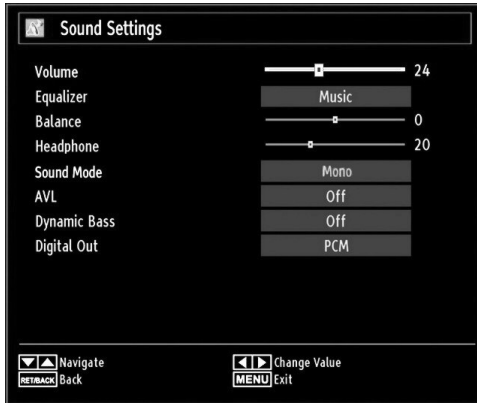 Sound Settings
Volume 24
Equalizer Music
Balance 0
Headphone 20
Sound Mode Mono
AVL Off
Dynamic Bass Off
Digital Out PCM
Navigate Change Value
RET/BACK Back MENU Exit